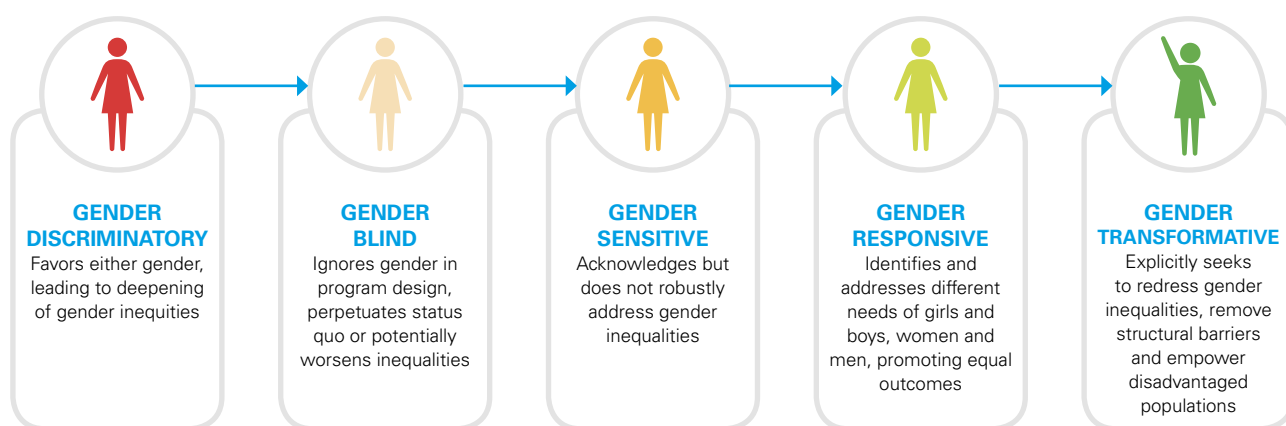 GENDER
DISCRIMINATORY
Favors either gender,
leading to deepening
of gender inequities
GENDER
BLIND
Ignores gender in
program design,
perpetuates status
quo or potentially
worsens inequalities
GENDER
SENSITIVE
Acknowledges but
does not robustly
address gender
inequalities
GENDER
RESPONSIVE
Identifies and
addresses different
needs of girls and
boys, women and
men, promoting equal
outcomes
GENDER
TRANSFORMATIVE
Explicitly seeks
to redress gender
inequalities, remove
structural barriers
and empower
disadvantaged
populations